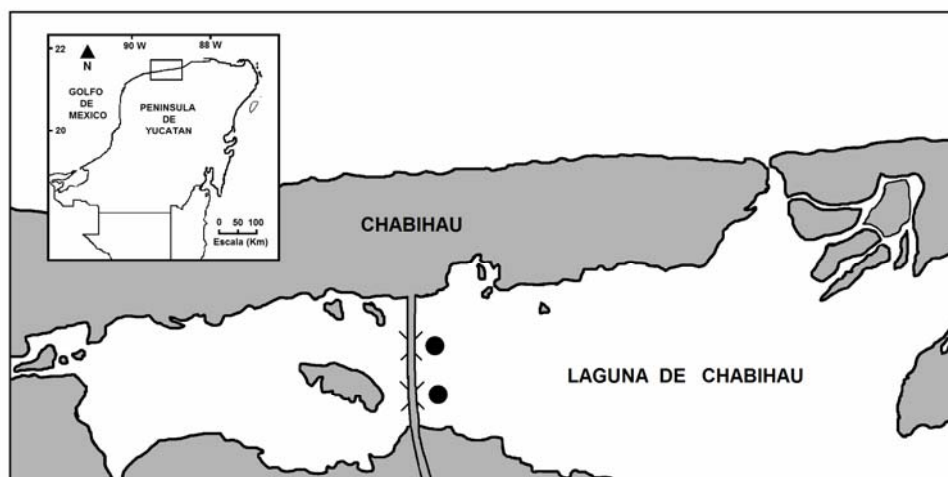 90 W 88 W
22
N
GOLFO
DE
MEXICO
PENINSULA
DE
YUCATAN
20
0 50 100
Escala (Km)
CHABIHAU
LAGUNA DE CHABIHAU